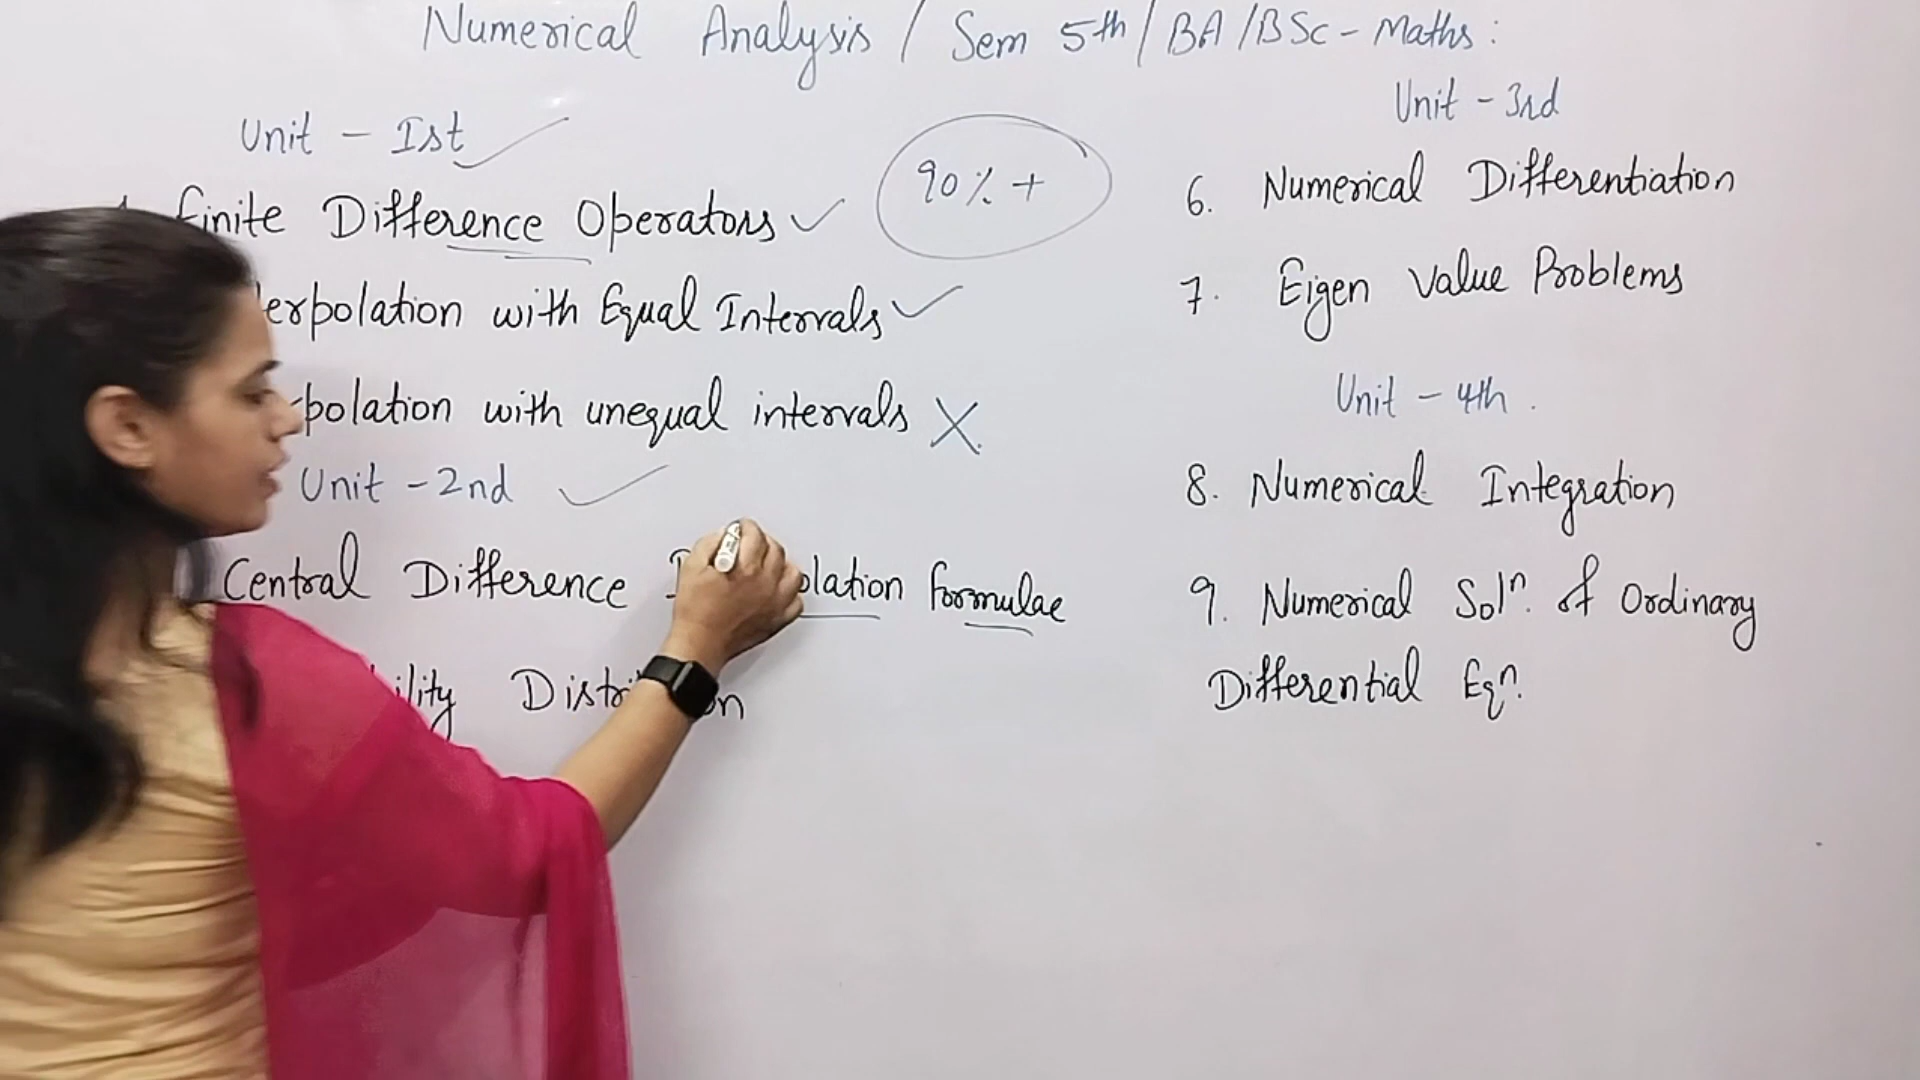 Numerical Analysis / Sem 5th / BA / BSc - Maths :
Unit - Ist
Finite Difference Operators
erpolation with Equal Intervals
polation with unequal intervals
Unit - 2nd
Central Difference olation formulae
ility Distri on
90% +
Unit - 3rd
6. Numerical Differentiation
7. Eigen Value Problems
Unit - 4th .
8. Numerical Integration
9. Numerical Solⁿ. of Ordinary
Differential Eqⁿ.